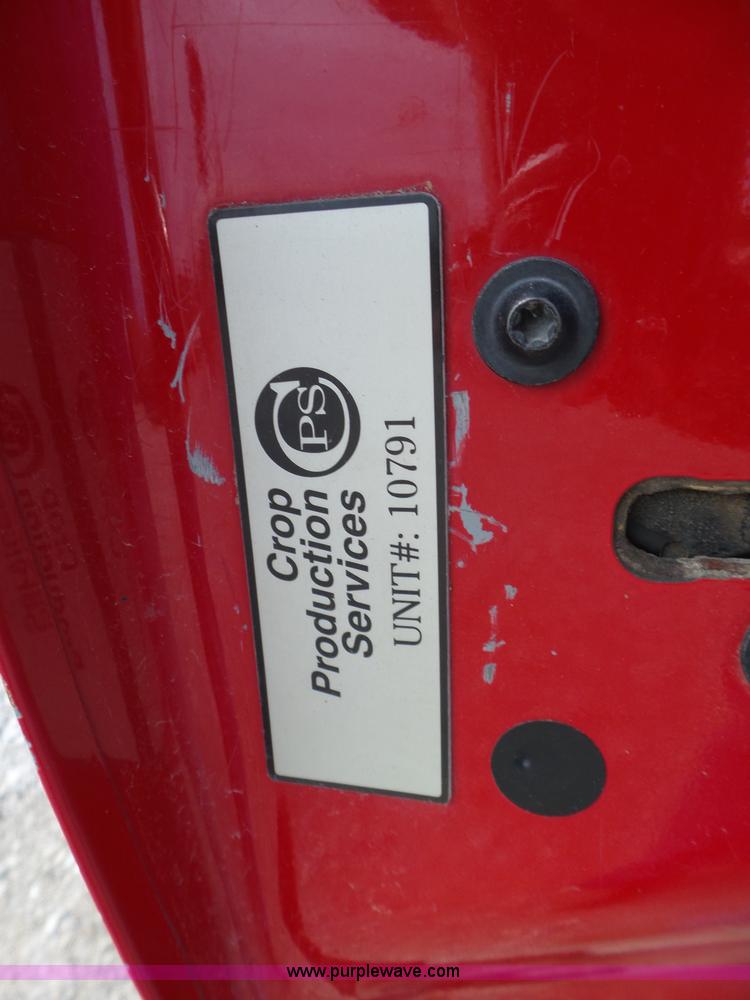 Crop
Production
Services
CPS
UNIT#: 10791
www.purplewave.com